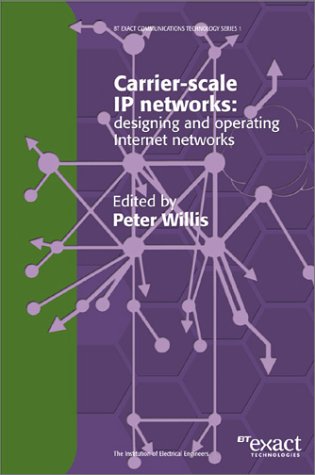 BT EXACT COMMUNICATIONS TECHNOLOGY SERIES 1
Carrier-scale
IP networks:
designing and operating
Internet networks
Edited by
Peter Willis
BT exact
TECHNOLOGIES
The Institution of Electrical Engineers